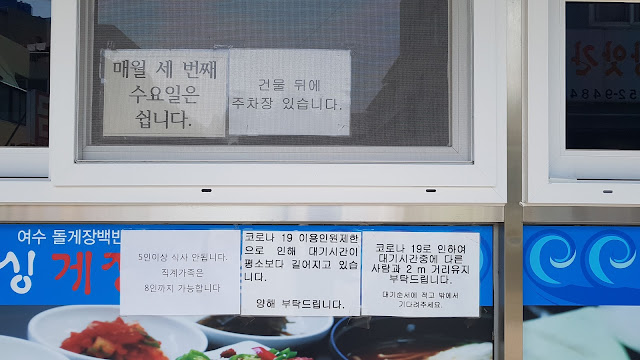 매월 세 번째
수요일은
쉽니다.
건물 뒤에
주차장 있습니다.
52-9484
여수 돌게장백반
싱 게장
5인이상 식사 안됩니다.
직계가족은
8인까지 가능합니다
코로나 19 이용인원제한
으로 인해 대기시간이
평소보다 길어지고 있습
니다.
양해 부탁드립니다.
코로나 19로 인하여
대기시간중에 다른
사람과 2 m 거리유지
부탁드립니다.
대기순서에 적고 밖에서
기다려주세요.